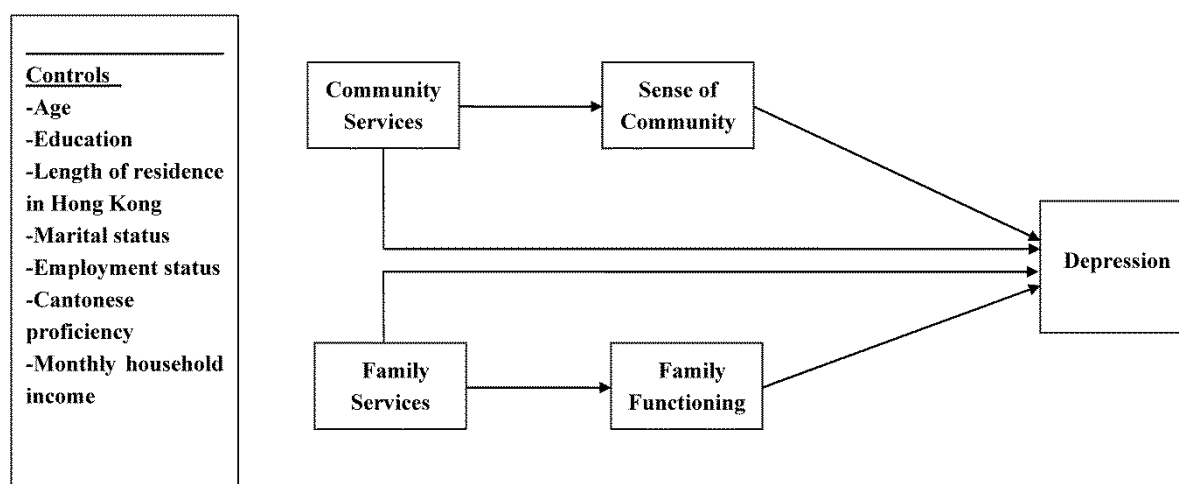 Controls
-Age
-Education
-Length of residence
in Hong Kong
-Marital status
-Employment status
-Cantonese
proficiency
-Monthly household
income
Community
Services
Sense of
Community
Depression
Family
Services
Family
Functioning